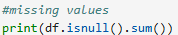 #missing values
print(df.isnull().sum())